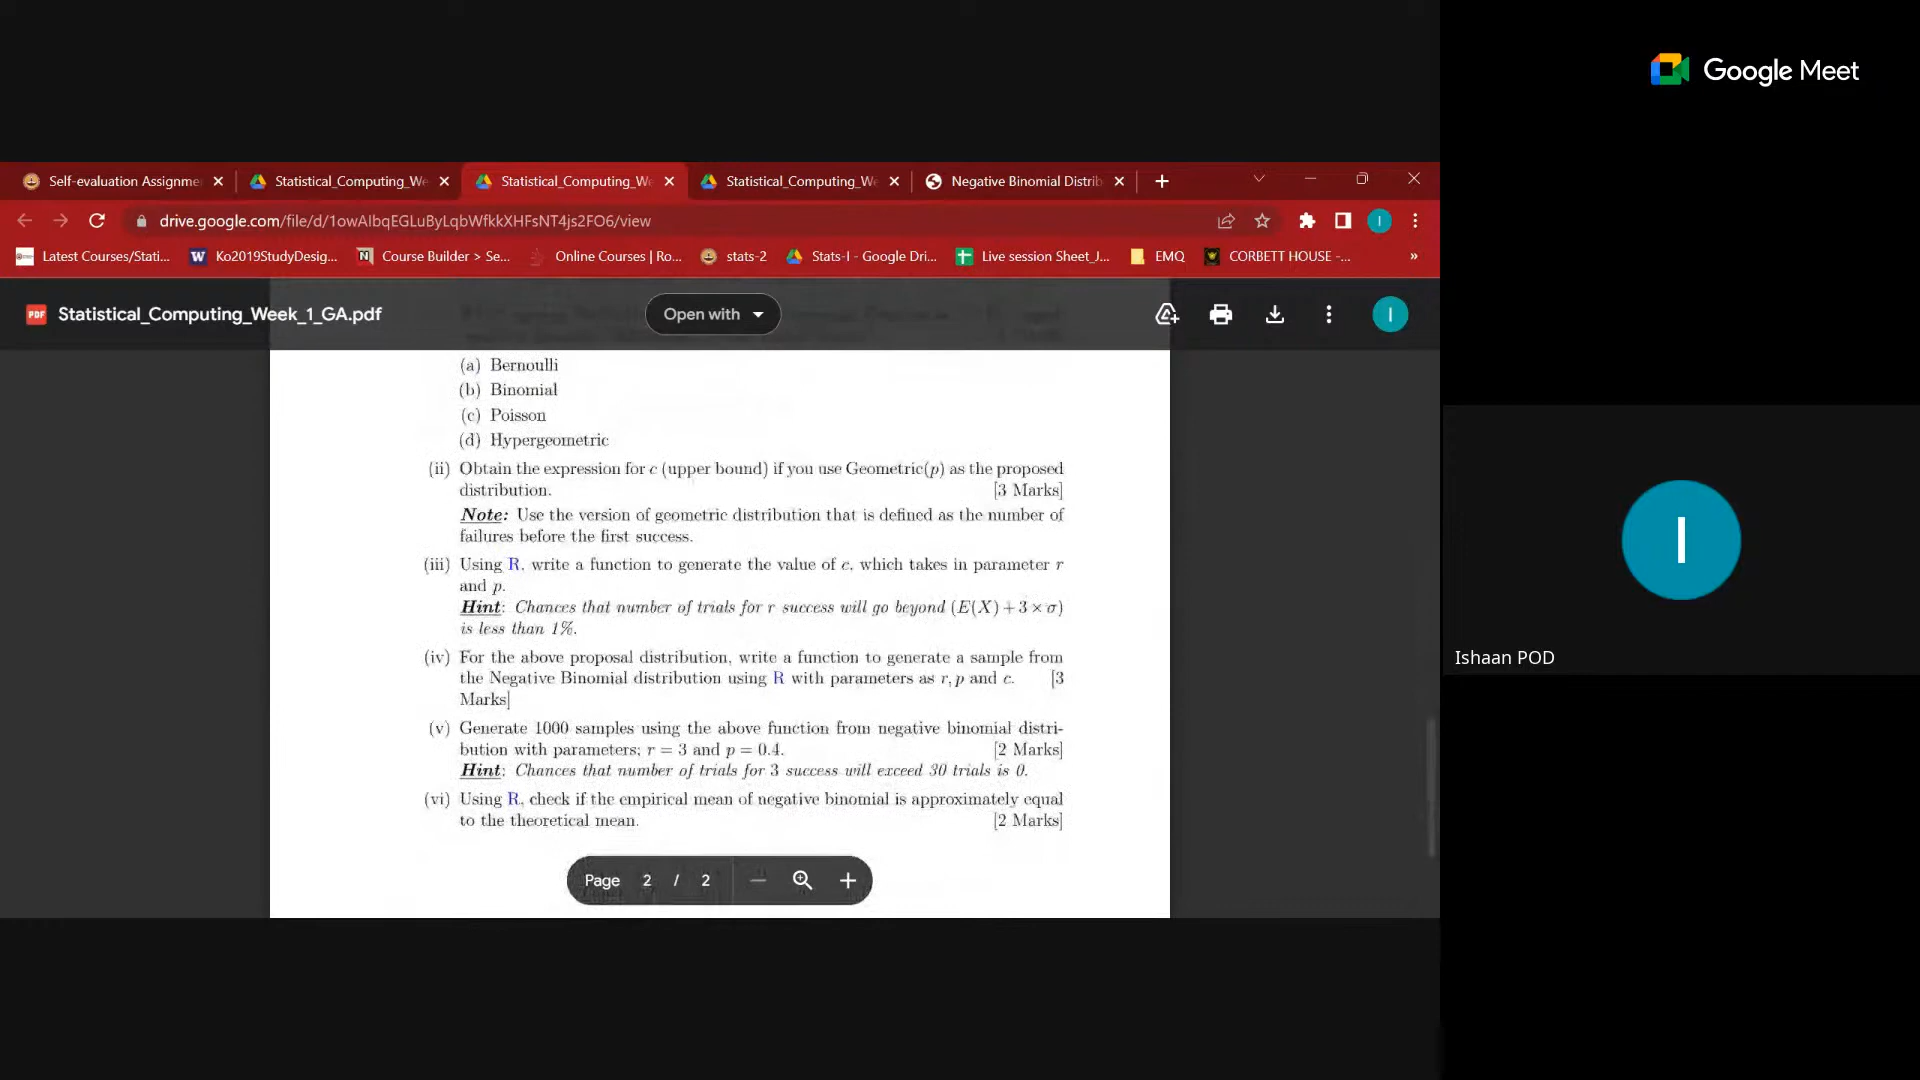 Google Meet
Self-evaluation Assignme
Statistical_Computing_We
Statistical_Computing_W
Statistical_Computing_W
Negative Binomial Distrib
drive.google.com/file/d/1owAIbqEGLuByLqbWfkkXHFsNT4js2FO6/view
Latest Courses/Stati...
Ko2019StudyDesig...
Course Builder > Se...
Online Courses | Ro...
stats-2
Stats-I - Google Dri...
Live session Sheet_J...
EMQ
CORBETT HOUSE -...
»
PDF
Statistical_Computing_Week_1_GA.pdf
Open with
I
(a) Bernoulli
(b) Binomial
(c) Poisson
(d) Hypergeometric
(ii) Obtain the expression for c (upper bound) if you use Geometric(p) as the proposed
distribution. [3 Marks]
Note: Use the version of geometric distribution that is defined as the number of
failures before the first success.
(iii) Using R, write a function to generate the value of c, which takes in parameter r
and p.
Hint: Chances that number of trials for r success will go beyond (E(X) + 3 × σ)
is less than 1%.
(iv) For the above proposal distribution, write a function to generate a sample from
the Negative Binomial distribution using R with parameters as r, p and c. [3
Marks]
(v) Generate 1000 samples using the above function from negative binomial distri-
bution with parameters; r = 3 and p = 0.4. [2 Marks]
Hint: Chances that number of trials for 3 success will exceed 30 trials is 0.
(vi) Using R, check if the empirical mean of negative binomial is approximately equal
to the theoretical mean. [2 Marks]
Page 2 / 2
I
Ishaan POD